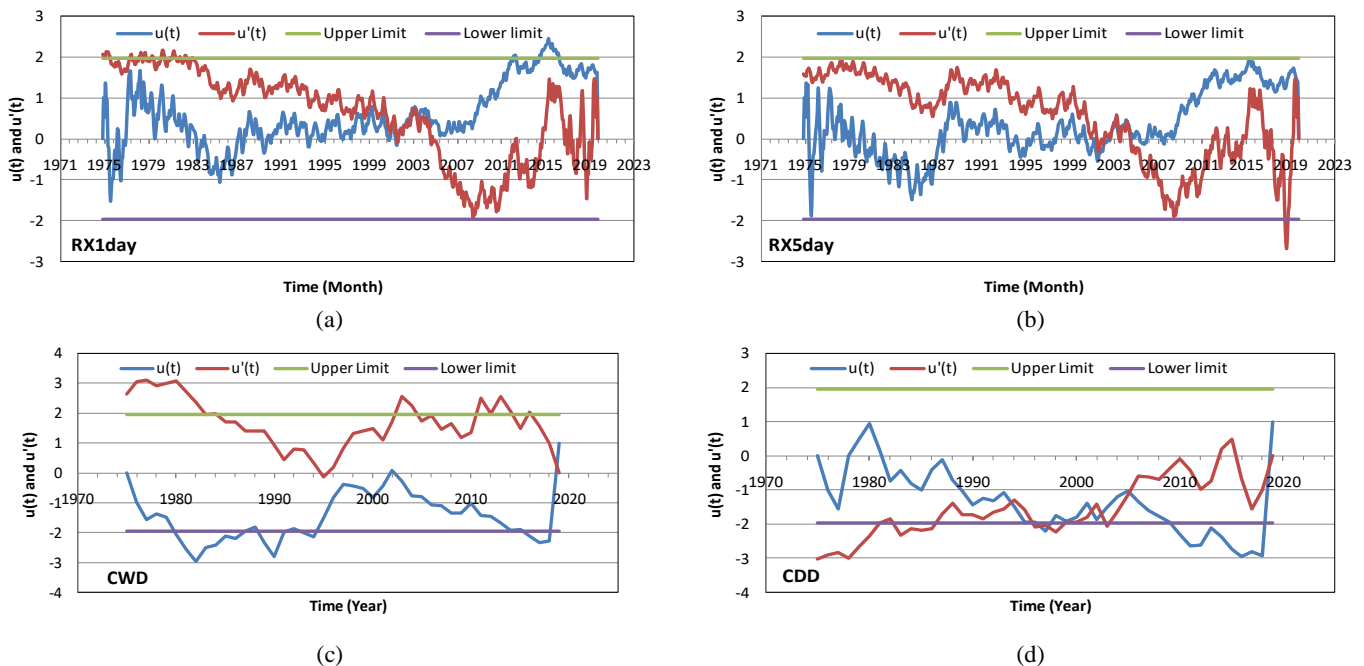 u(t) u'(t) Upper Limit Lower limit
u(t) and u'(t)
3
2
1
0
-1
-2
-3
1971 1975 1979 1983 1987 1991 1995 1999 2003 2007 2011 2015 2019 2023
RX1day
Time (Month)
(a)
u(t) u'(t) Upper Limit Lower limit
u(t) and u'(t)
3
2
1
0
-1
-2
-3
1971 1975 1979 1983 1987 1991 1995 1999 2003 2007 2011 2015 2019 2023
RX5day
Time (Month)
(b)
u(t) u'(t) Upper Limit Lower limit
u(t) and u'(t)
4
3
2
1
0
-1
-2
-3
-4
1970 1980 1990 2000 2010 2020
CWD
Time (Year)
(c)
u(t) u'(t) Upper Limit Lower limit
u(t) and u'(t)
3
2
1
0
-1
-2
-3
-4
1970 1980 1990 2000 2010 2020
CDD
Time (Year)
(d)